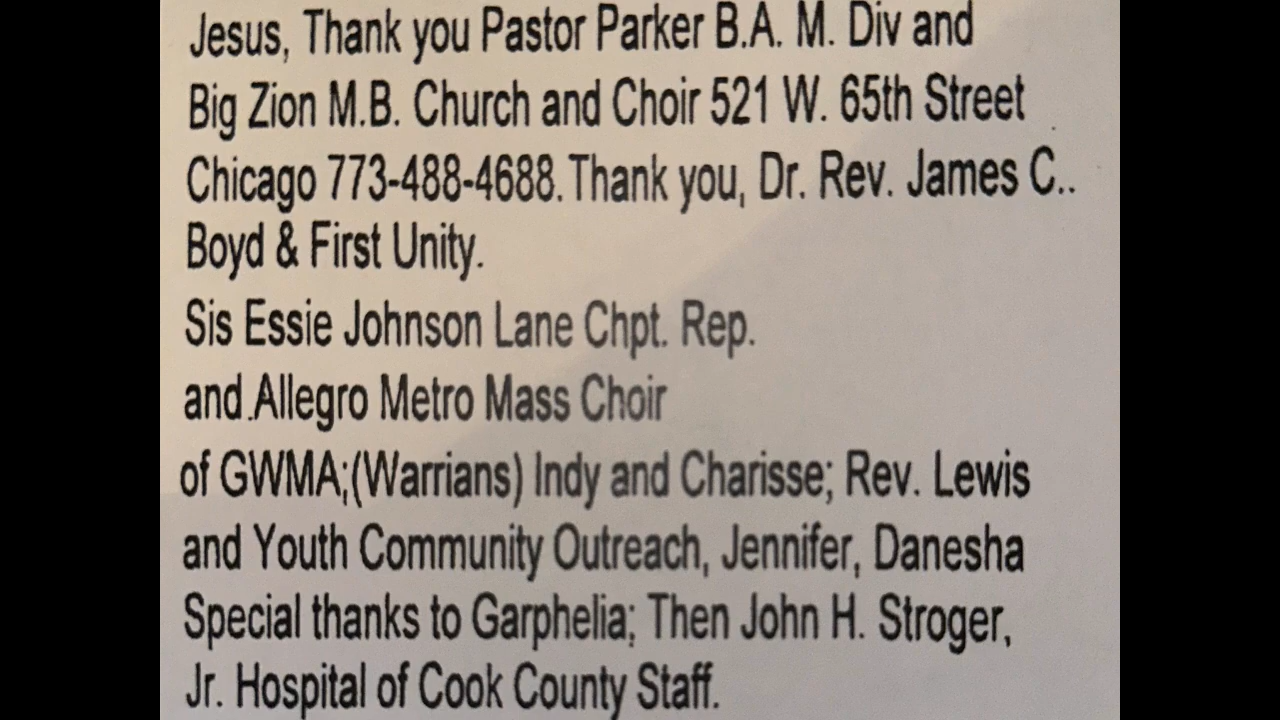 Jesus, Thank you Pastor Parker B.A. M. Div and
Big Zion M.B. Church and Choir 521 W. 65th Street
Chicago 773-488-4688. Thank you, Dr. Rev. James C..
Boyd & First Unity.
Sis Essie Johnson Lane Chpt. Rep.
and.Allegro Metro Mass Choir
of GWMA;(Warrians) Indy and Charisse; Rev. Lewis
and Youth Community Outreach, Jennifer, Danesha
Special thanks to Garphelia; Then John H. Stroger,
Jr. Hospital of Cook County Staff.